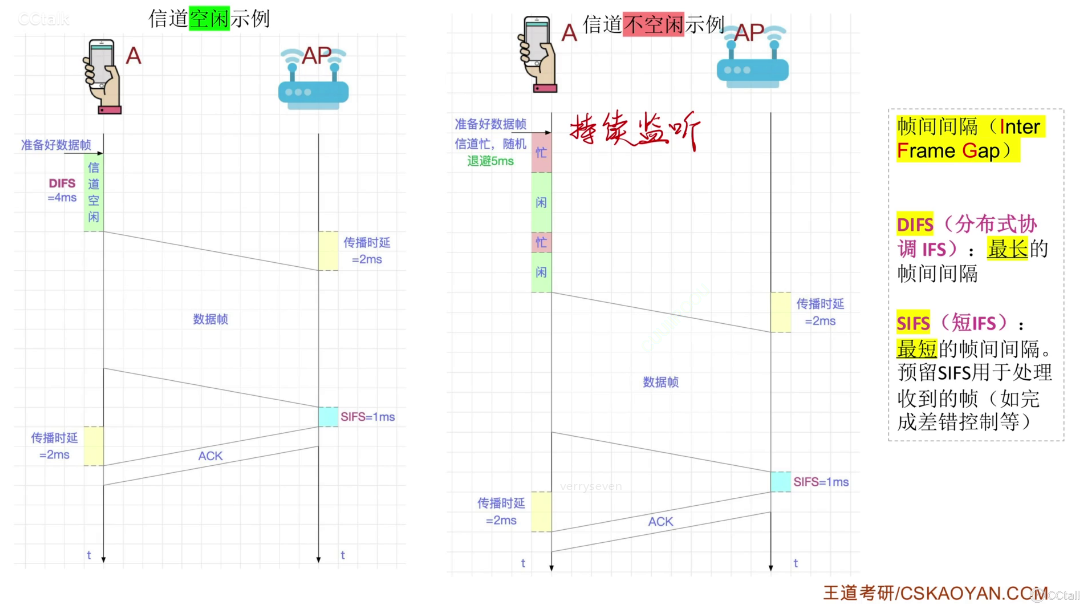 CCtalk
信道空闲示例
A
AP
准备好数据帧
DIFS
=4ms
信
道
空
闲
传播时延
=2ms
数据帧
SIFS=1ms
传播时延
=2ms
ACK
t
t
信道不空闲示例
A
AP
准备好数据帧
信道忙，随机
退避5ms
持续监听
忙
闲
忙
闲
传播时延
=2ms
数据帧
verryseven
SIFS=1ms
传播时延
=2ms
ACK
t
t
帧间间隔（Inter
Frame Gap）
DIFS（分布式协
调 IFS）：最长的
帧间间隔
SIFS（短IFS）：
最短的帧间间隔。
预留SIFS用于处理
收到的帧（如完
成差错控制等）
王道考研/CSKAOYAN.COM
CCtalk